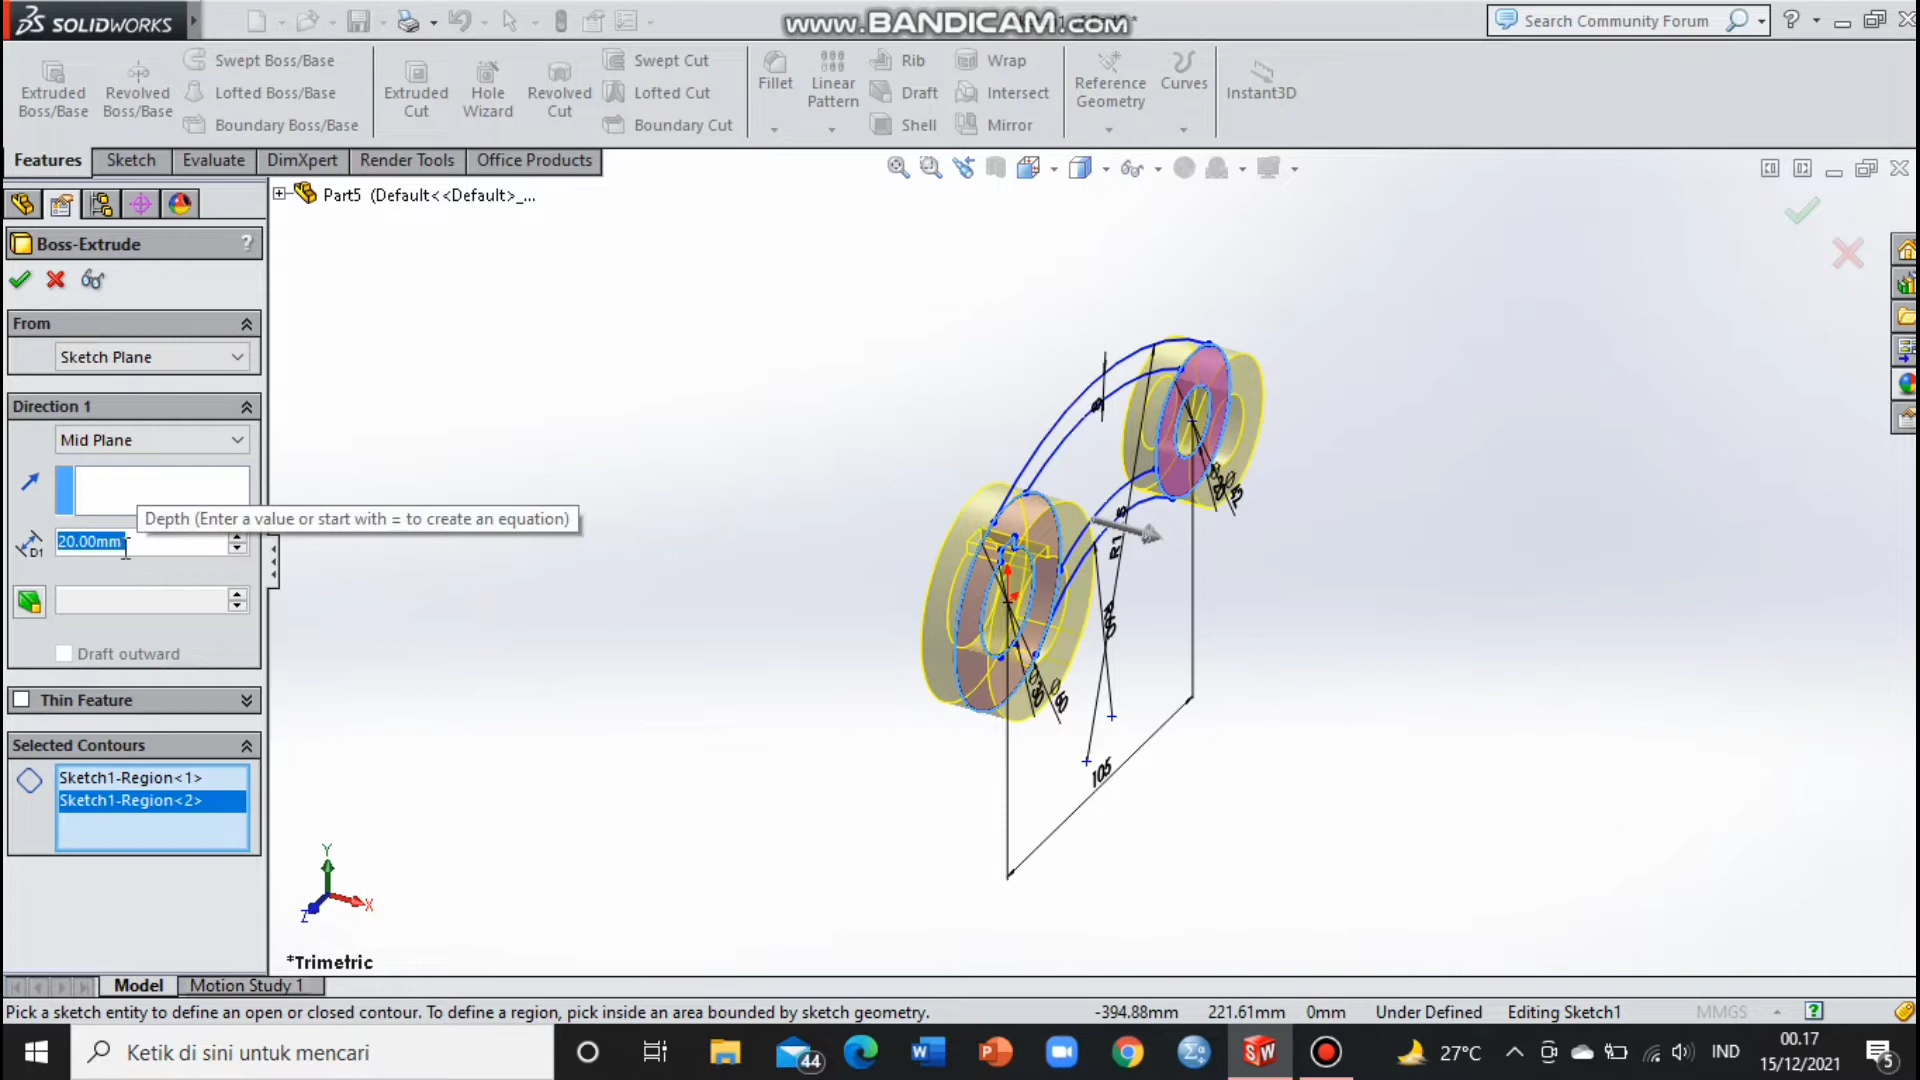 SOLIDWORKS
www.BANDICAM.com
Search Community Forum
Extruded Boss/Base
Revolved Boss/Base
Swept Boss/Base
Lofted Boss/Base
Boundary Boss/Base
Extruded Cut
Hole Wizard
Revolved Cut
Swept Cut
Lofted Cut
Boundary Cut
Fillet
Linear Pattern
Rib
Draft
Shell
Wrap
Intersect
Mirror
Reference Geometry
Curves
Instant3D
Features Sketch Evaluate DimXpert Render Tools Office Products
Part5 (Default<<Default>_...
Boss-Extrude ?
From
Sketch Plane
Direction 1
Mid Plane
Depth (Enter a value or start with = to create an equation)
D1 20.00mm
Draft outward
Thin Feature
Selected Contours
Sketch1-Region<1>
Sketch1-Region<2>
105
Y
X
Z
*Trimetric
Model Motion Study 1
Pick a sketch entity to define an open or closed contour. To define a region, pick inside an area bounded by sketch geometry. -394.88mm 221.61mm 0mm Under Defined Editing Sketch1 MMGS
Ketik di sini untuk mencari
44
27°C
IND
00.17
15/12/2021
5